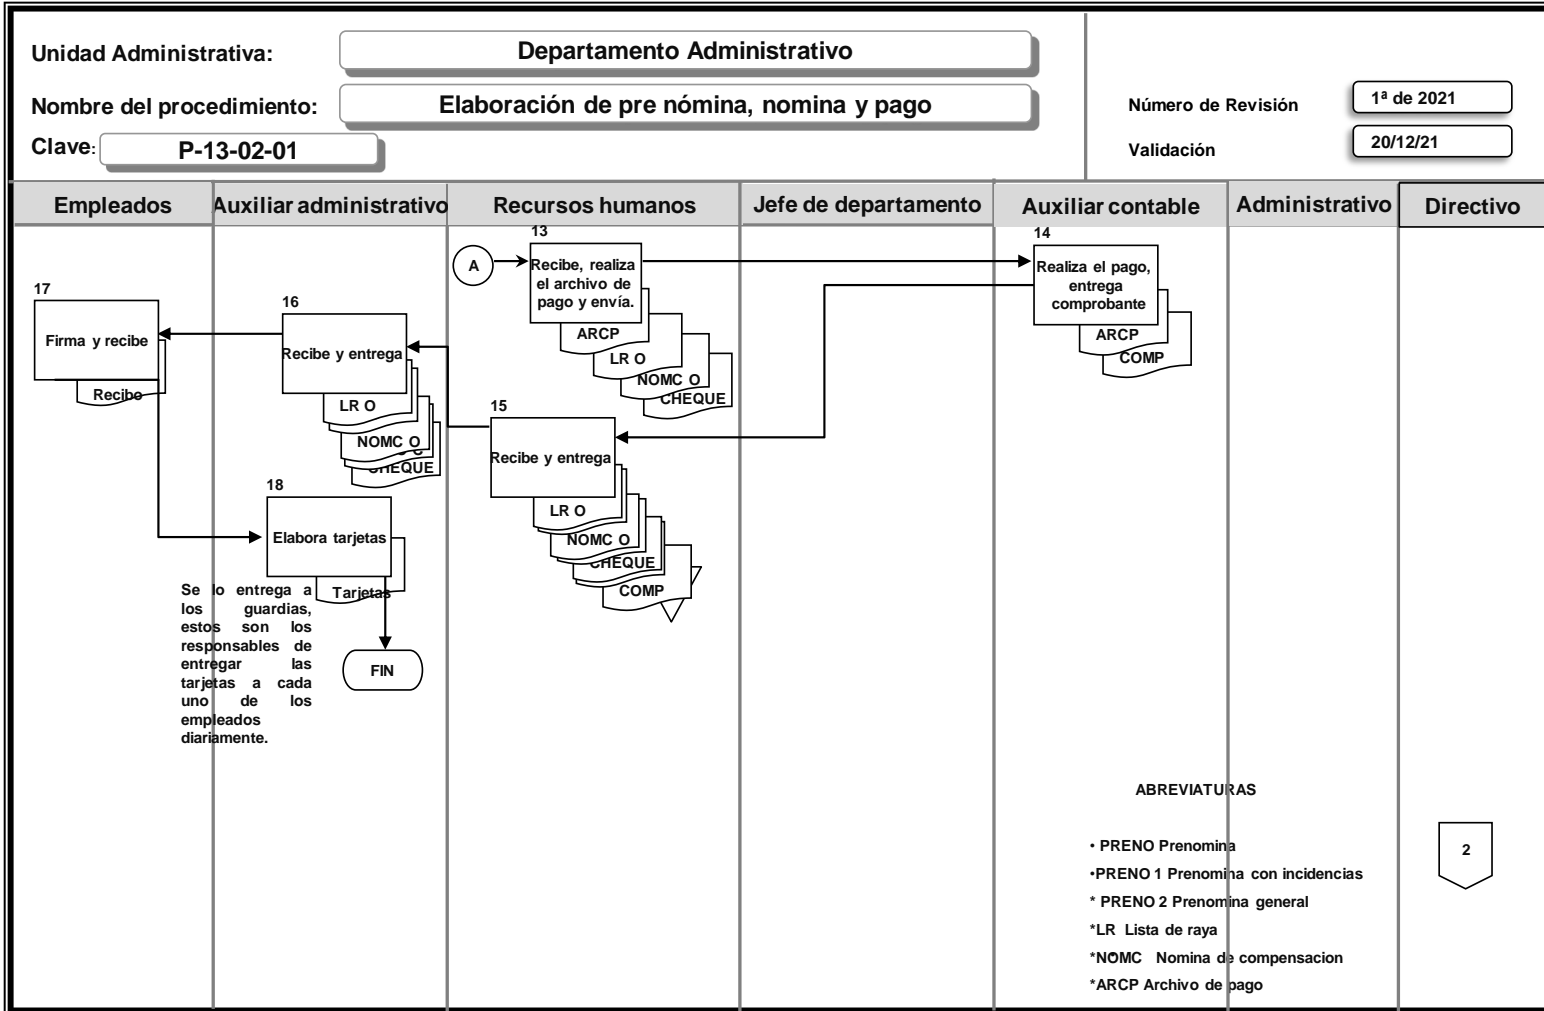 Unidad Administrativa:
Departamento Administrativo
Nombre del procedimiento:
Elaboración de pre nómina, nomina y pago
Clave:
P-13-02-01
Número de Revisión
1ª de 2021
Validación
20/12/21
Empleados
Auxiliar administrativo
Recursos humanos
Jefe de departamento
Auxiliar contable
Administrativo
Directivo
A
13
Recibe, realiza
el archivo de
pago y envía.
ARCP
LR O
NOMC O
CHEQUE
14
Realiza el pago,
entrega
comprobante
ARCP
COMP
15
Recibe y entrega
LR O
NOMC O
CHEQUE
COMP
16
Recibe y entrega
LR O
NOMC O
CHEQUE
17
Firma y recibe
Recibo
18
Elabora tarjetas
Tarjetas
Se lo entrega a
los guardias,
estos son los
responsables de
entregar las
tarjetas a cada
uno de los
empleados
diariamente.
FIN
ABREVIATURAS
• PRENO Prenomina
•PRENO 1 Prenomina con incidencias
* PRENO 2 Prenomina general
*LR Lista de raya
*NOMC Nomina de compensacion
*ARCP Archivo de pago
2